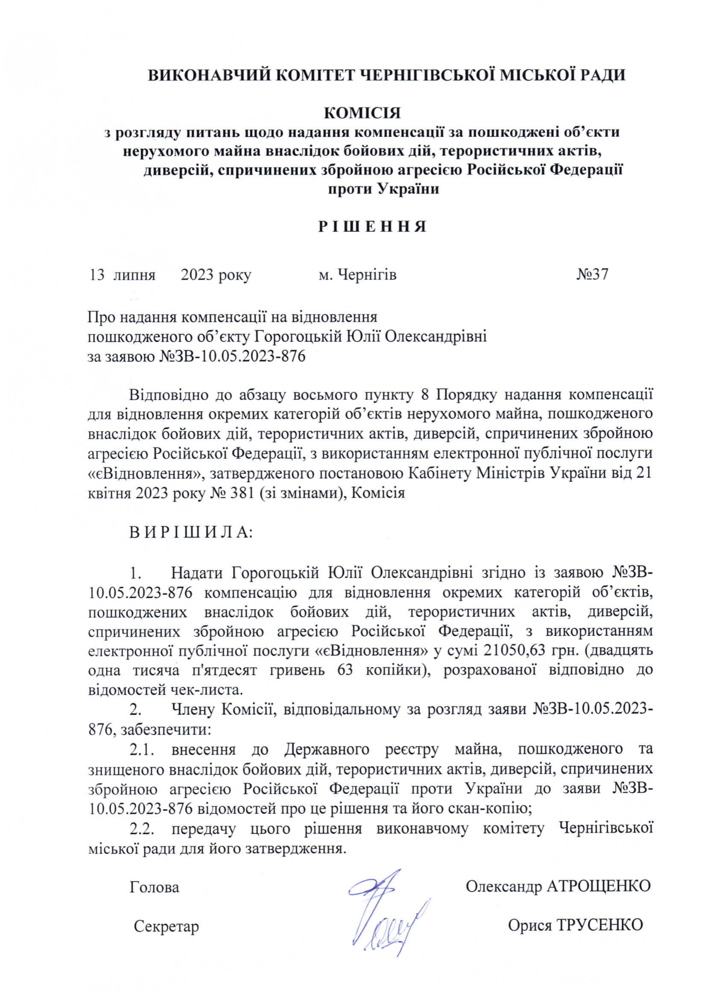 ВИКОНАВЧИЙ КОМІТЕТ ЧЕРНІГІВСЬКОЇ МІСЬКОЇ РАДИ
КОМІСІЯ
з розгляду питань щодо надання компенсації за пошкоджені об’єкти
нерухомого майна внаслідок бойових дій, терористичних актів,
диверсій, спричинених збройною агресією Російської Федерації
проти України
Р І Ш Е Н Н Я
13 липня 2023 року м. Чернігів №37
Про надання компенсації на відновлення
пошкодженого об’єкту Горогоцькій Юлії Олександрівні
за заявою №ЗВ-10.05.2023-876
Відповідно до абзацу восьмого пункту 8 Порядку надання компенсації
для відновлення окремих категорій об’єктів нерухомого майна, пошкодженого
внаслідок бойових дій, терористичних актів, диверсій, спричинених збройною
агресією Російської Федерації, з використанням електронної публічної послуги
«єВідновлення», затвердженого постановою Кабінету Міністрів України від 21
квітня 2023 року № 381 (зі змінами), Комісія
В И Р І Ш И Л А:
1. Надати Горогоцькій Юлії Олександрівні згідно із заявою №ЗВ-
10.05.2023-876 компенсацію для відновлення окремих категорій об’єктів,
пошкоджених внаслідок бойових дій, терористичних актів, диверсій,
спричинених збройною агресією Російської Федерації, з використанням
електронної публічної послуги «єВідновлення» у сумі 21050,63 грн. (двадцять
одна тисяча п'ятдесят гривень 63 копійки), розрахованої відповідно до
відомостей чек-листа.
2. Члену Комісії, відповідальному за розгляд заяви №ЗВ-10.05.2023-
876, забезпечити:
2.1. внесення до Державного реєстру майна, пошкодженого та
знищеного внаслідок бойових дій, терористичних актів, диверсій, спричинених
збройною агресією Російської Федерації проти України до заяви №ЗВ-
10.05.2023-876 відомостей про це рішення та його скан-копію;
2.2. передачу цього рішення виконавчому комітету Чернігівської
міської ради для його затвердження.
Голова Олександр АТРОЩЕНКО
Секретар Орися ТРУСЕНКО